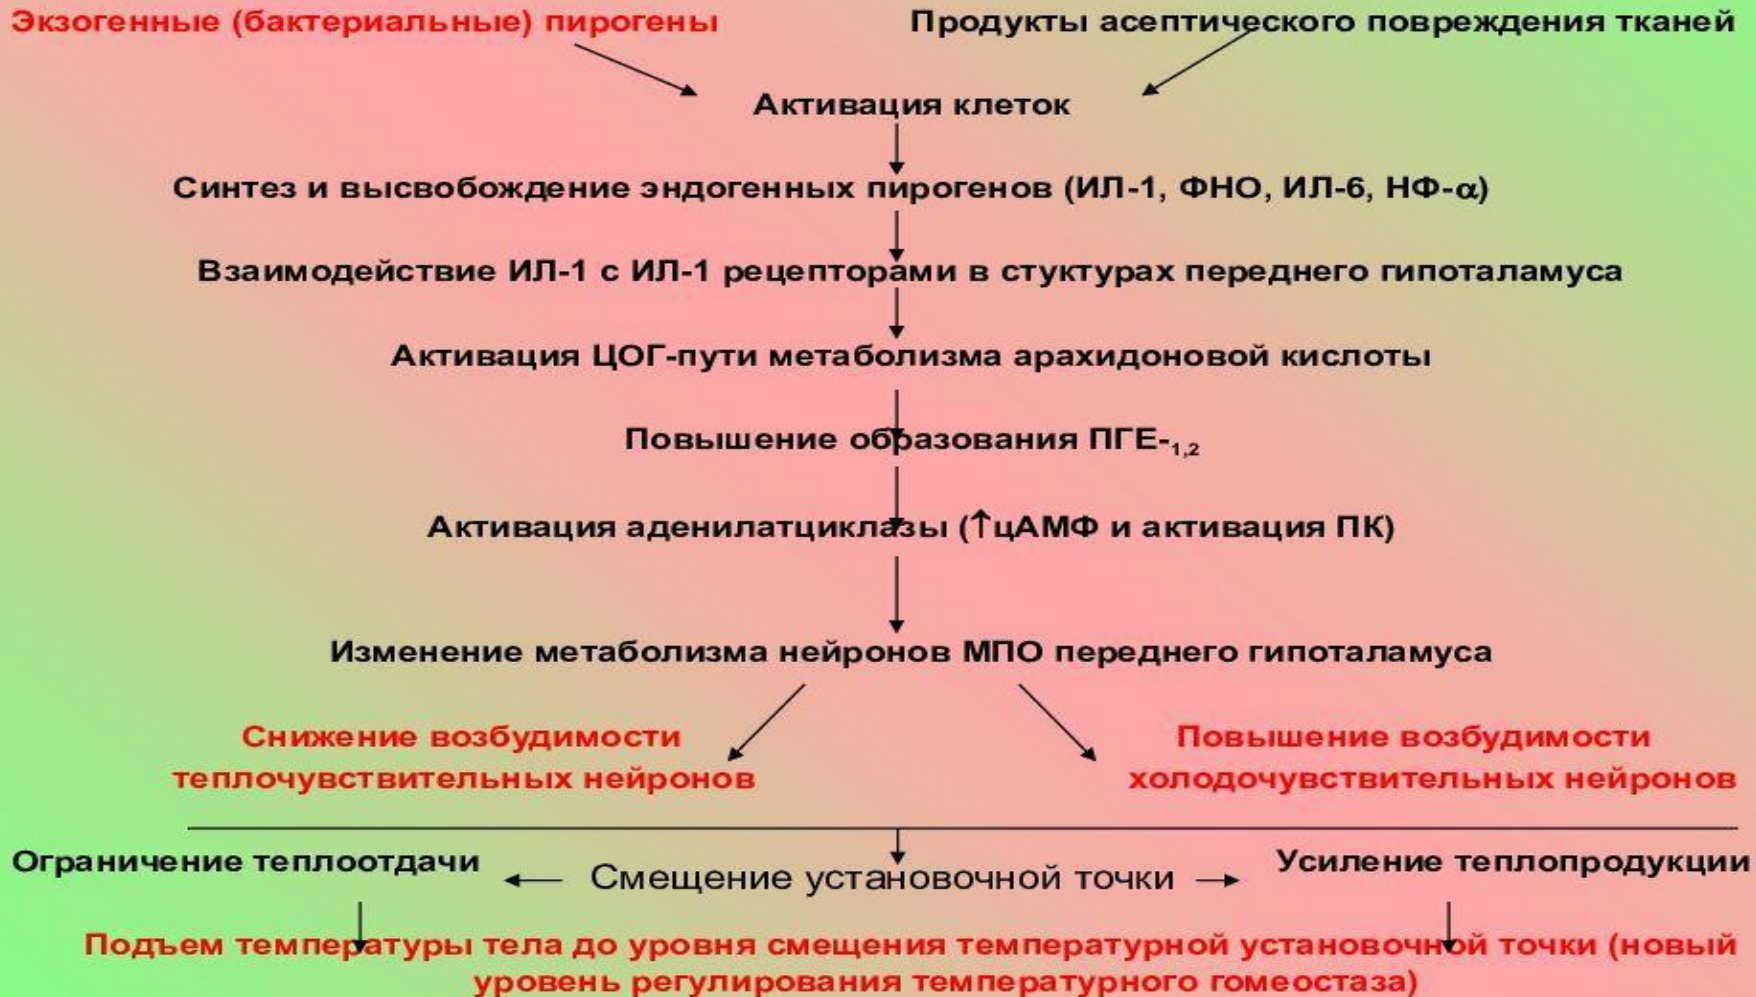 Экзогенные (бактериальные) пирогены
Продукты асептического повреждения тканей
Активация клеток
Синтез и высвобождение эндогенных пирогенов (ИЛ-1, ФНО, ИЛ-6, НФ-α)
Взаимодействие ИЛ-1 с ИЛ-1 рецепторами в стуктурах переднего гипоталамуса
Активация ЦОГ-пути метаболизма арахидоновой кислоты
Повышение образования ПГЕ-1,2
Активация аденилатциклазы (↑цАМФ и активация ПК)
Изменение метаболизма нейронов МПО переднего гипоталамуса
Снижение возбудимости
теплочувствительных нейронов
Повышение возбудимости
холодочувствительных нейронов
Ограничение теплоотдачи
Смещение установочной точки
Усиление теплопродукции
Подъем температуры тела до уровня смещения температурной установочной точки (новый
уровень регулирования температурного гомеостаза)